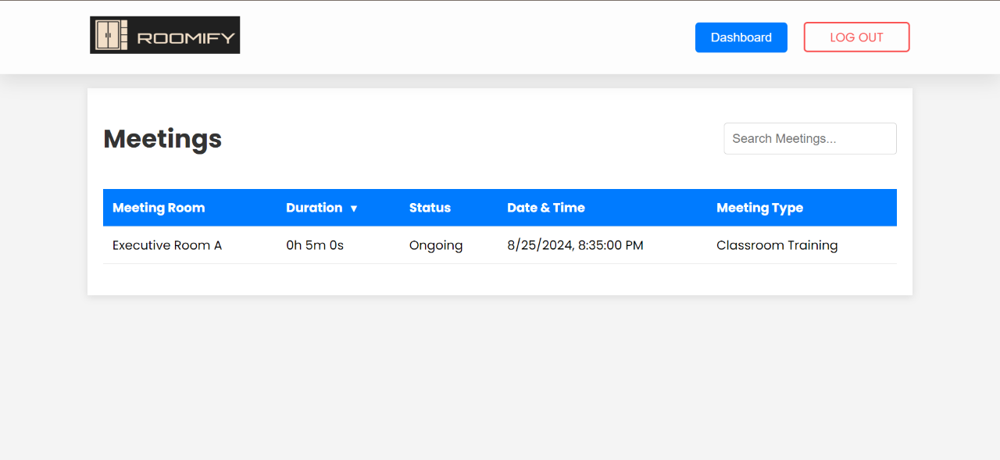 ROOMIFY
Dashboard
LOG OUT
Meetings
Search Meetings...
Meeting Room Duration ▼ Status Date & Time Meeting Type
Executive Room A 0h 5m 0s Ongoing 8/25/2024, 8:35:00 PM Classroom Training